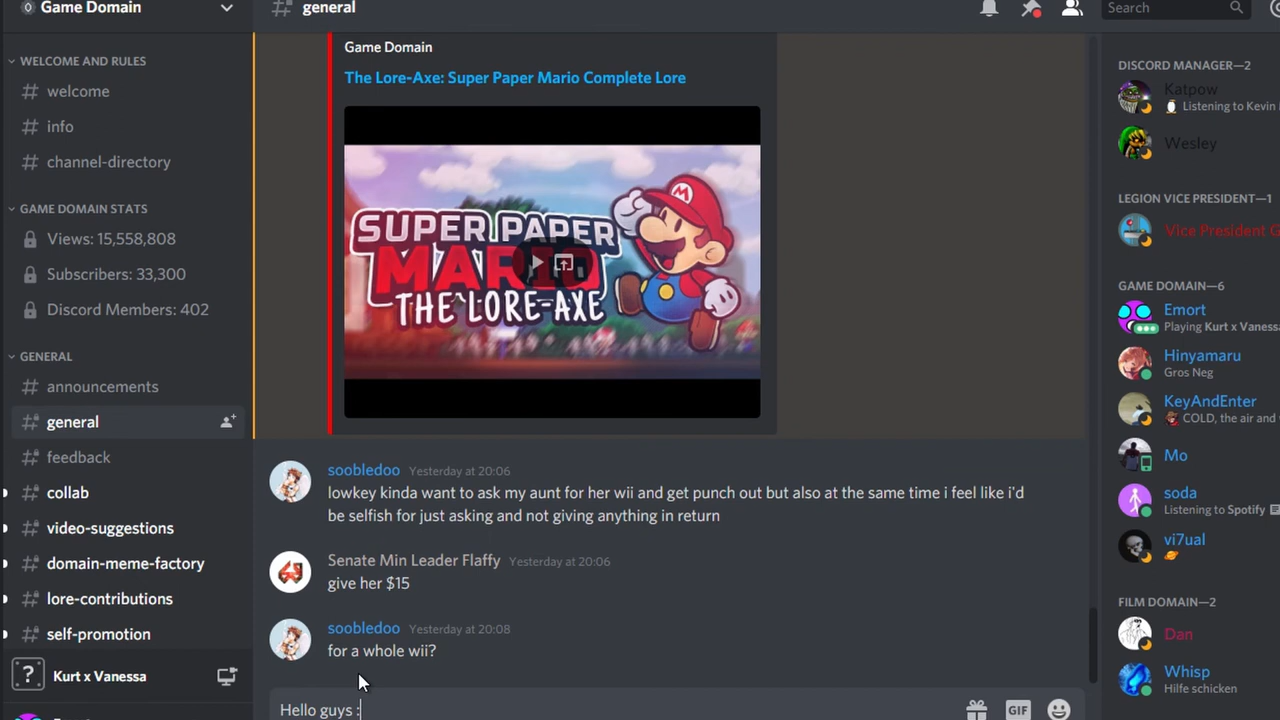 Game Domain
general
Search
WELCOME AND RULES
welcome
info
channel-directory
GAME DOMAIN STATS
Views: 15,558,808
Subscribers: 33,300
Discord Members: 402
GENERAL
announcements
general
feedback
collab
video-suggestions
domain-meme-factory
lore-contributions
self-promotion
Kurt x Vanessa
Game Domain
The Lore-Axe: Super Paper Mario Complete Lore
SUPER PAPER
MARIO
THE LORE-AXE
soobledoo Yesterday at 20:06
lowkey kinda want to ask my aunt for her wii and get punch out but also at the same time i feel like i'd
be selfish for just asking and not giving anything in return
Senate Min Leader Flaffy Yesterday at 20:06
give her $15
soobledoo Yesterday at 20:08
for a whole wii?
Hello guys :
GIF
DISCORD MANAGER—2
Katpow
Listening to Kevin
Wesley
LEGION VICE PRESIDENT—1
Vice President G
GAME DOMAIN—6
Emort
Playing Kurt x Vanessa
Hinyamaru
Gros Neg
KeyAndEnter
COLD, the air and
Mo
soda
Listening to Spotify
vi7ual
FILM DOMAIN—2
Dan
Whisp
Hilfe schicken